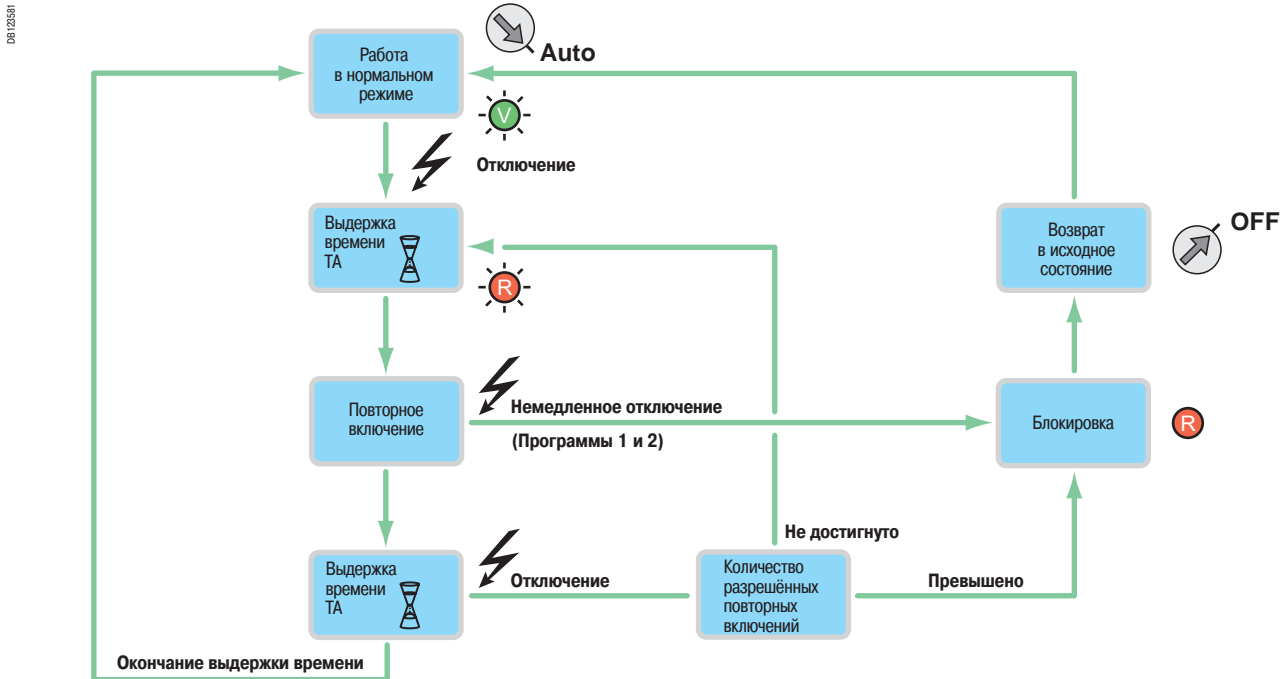 DB123581
Auto
Работа
в нормальном
режиме
V
Отключение
Выдержка
времени
ТА
R
Возврат
в исходное
состояние
OFF
Повторное
включение
Немедленное отключение
(Программы 1 и 2)
Блокировка
R
Не достигнуто
Выдержка
времени
ТА
Отключение
Количество
разрешённых
повторных
включений
Превышено
Окончание выдержки времени